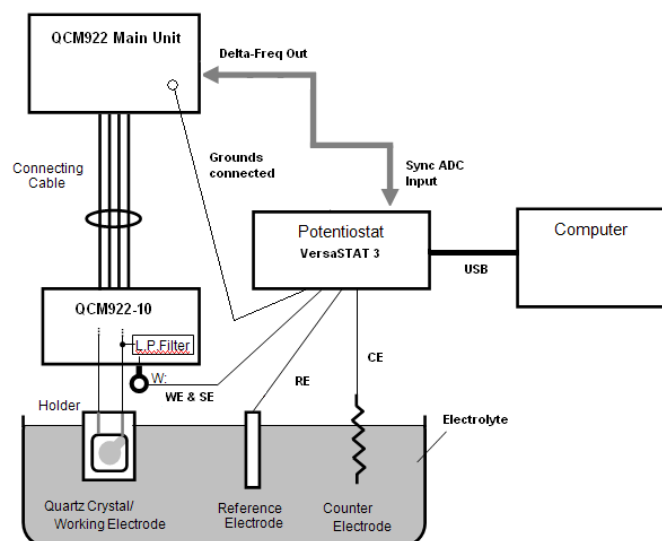 QCM922 Main Unit
Delta-Freq Out
Grounds
connected
Sync ADC
Input
Connecting
Cable
Potentiostat
VersaSTAT 3
Computer
USB
QCM922-10
L.P.Filter
W:
WE & SE
RE
CE
Holder
Electrolyte
Quartz Crystal/
Working Electrode
Reference
Electrode
Counter
Electrode